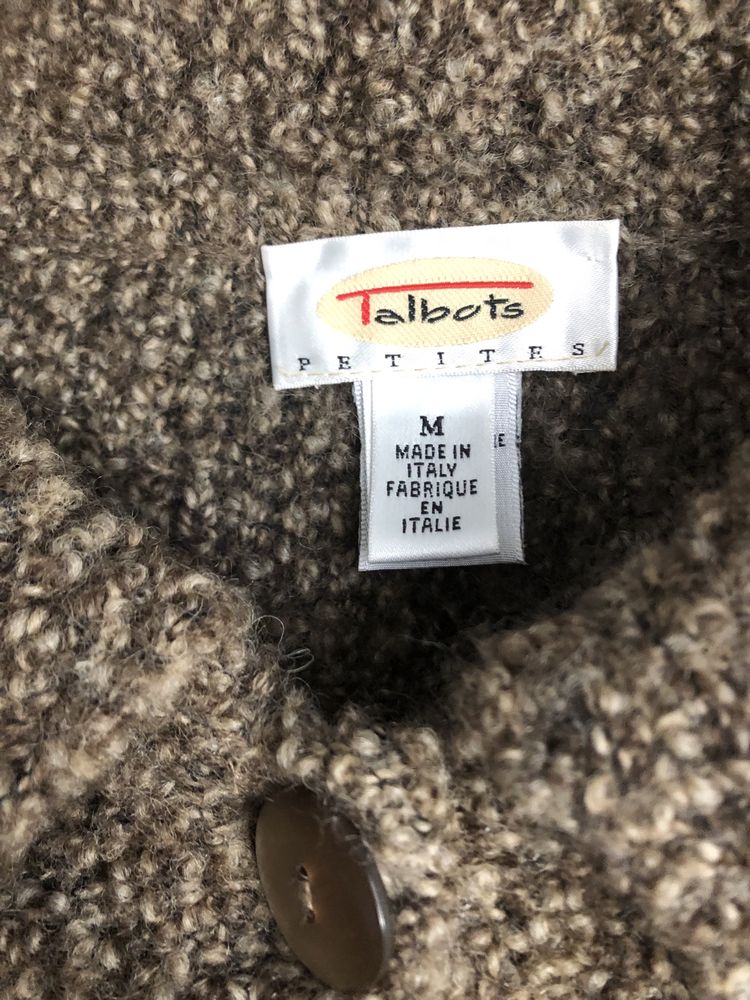 Talbots
PETITES
M
MADE IN
ITALY
FABRIQUE
EN
ITALIE